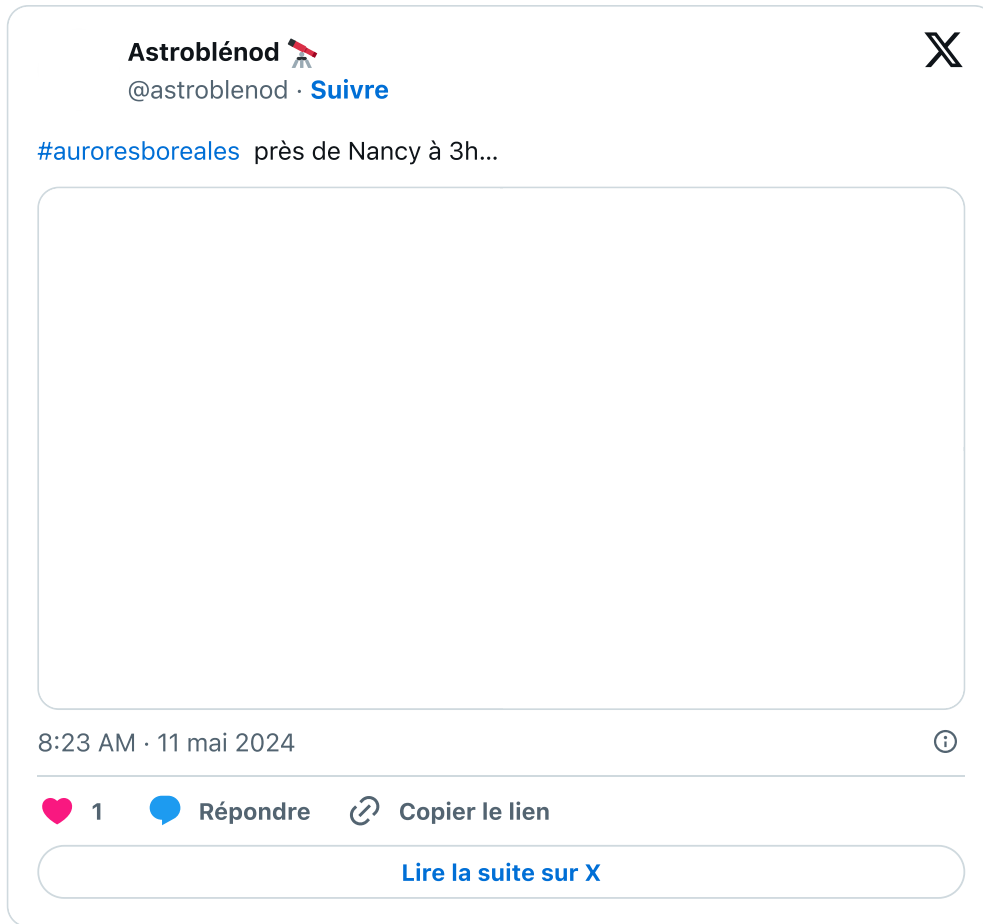 Astroblénod 🔭
@astroblenod · Suivre
#auroresboreales près de Nancy à 3h...
8:23 AM · 11 mai 2024
1 Répondre Copier le lien
Lire la suite sur X